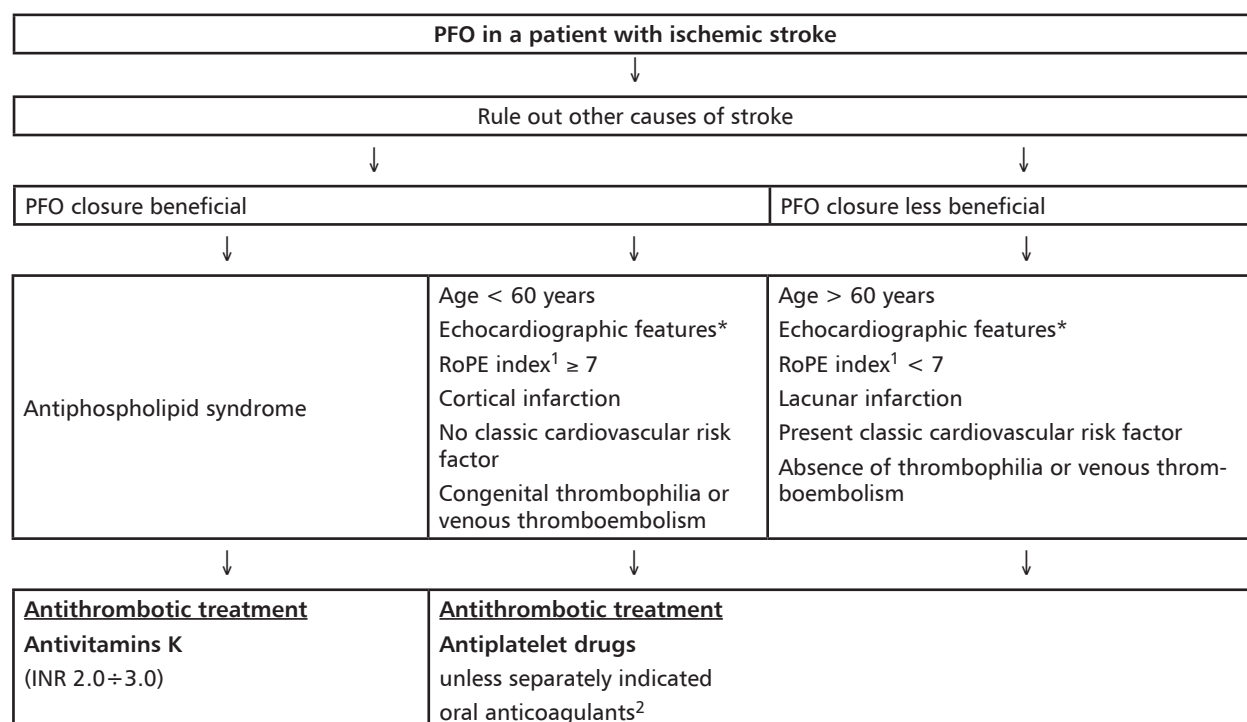 PFO in a patient with ischemic stroke
↓
Rule out other causes of stroke
↓ ↓
PFO closure beneficial
PFO closure less beneficial
↓ ↓ ↓
Antiphospholipid syndrome
Age < 60 years
Echocardiographic features*
RoPE index¹ ≥ 7
Cortical infarction
No classic cardiovascular risk
factor
Congenital thrombophilia or
venous thromboembolism
Age > 60 years
Echocardiographic features*
RoPE index¹ < 7
Lacunar infarction
Present classic cardiovascular risk factor
Absence of thrombophilia or venous throm-
boembolism
↓ ↓ ↓
Antithrombotic treatment
Antivitamins K
(INR 2.0÷3.0)
Antithrombotic treatment
Antiplatelet drugs
unless separately indicated
oral anticoagulants²